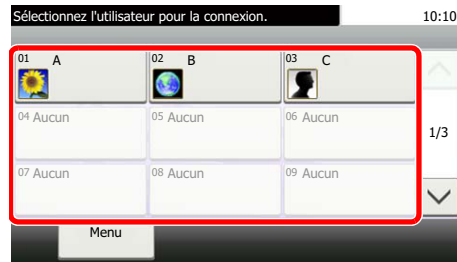 Sélectionnez l'utilisateur pour la connexion. 10:10
01 A 02 B 03 C
04 Aucun 05 Aucun 06 Aucun
1/3
07 Aucun 08 Aucun 09 Aucun
Menu